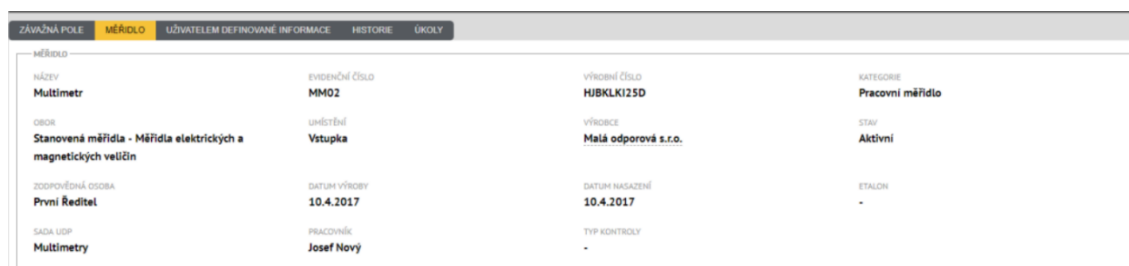 ZÁVAŽNÁ POLE MĚŘIDLO UŽIVATELEM DEFINOVANÉ INFORMACE HISTORIE ÚKOLY
MĚŘIDLO
NÁZEV EVIDENČNÍ ČÍSLO VÝROBNÍ ČÍSLO KATEGORIE
Multimetr MM02 HJBKLKI25D Pracovní měřidlo
OBOR UMÍSTĚNÍ VÝROBCE STAV
Stanovená měřidla - Měřidla elektrických a Vstupka Malá odporová s.r.o. Aktivní
magnetických veličin
ZODPOVĚDNÁ OSOBA DATUM VÝROBY DATUM NASAZENÍ ETALON
První Ředitel 10.4.2017 10.4.2017 -
SADA UDP PRACOVNÍK TYP KONTROLY
Multimetry Josef Nový -